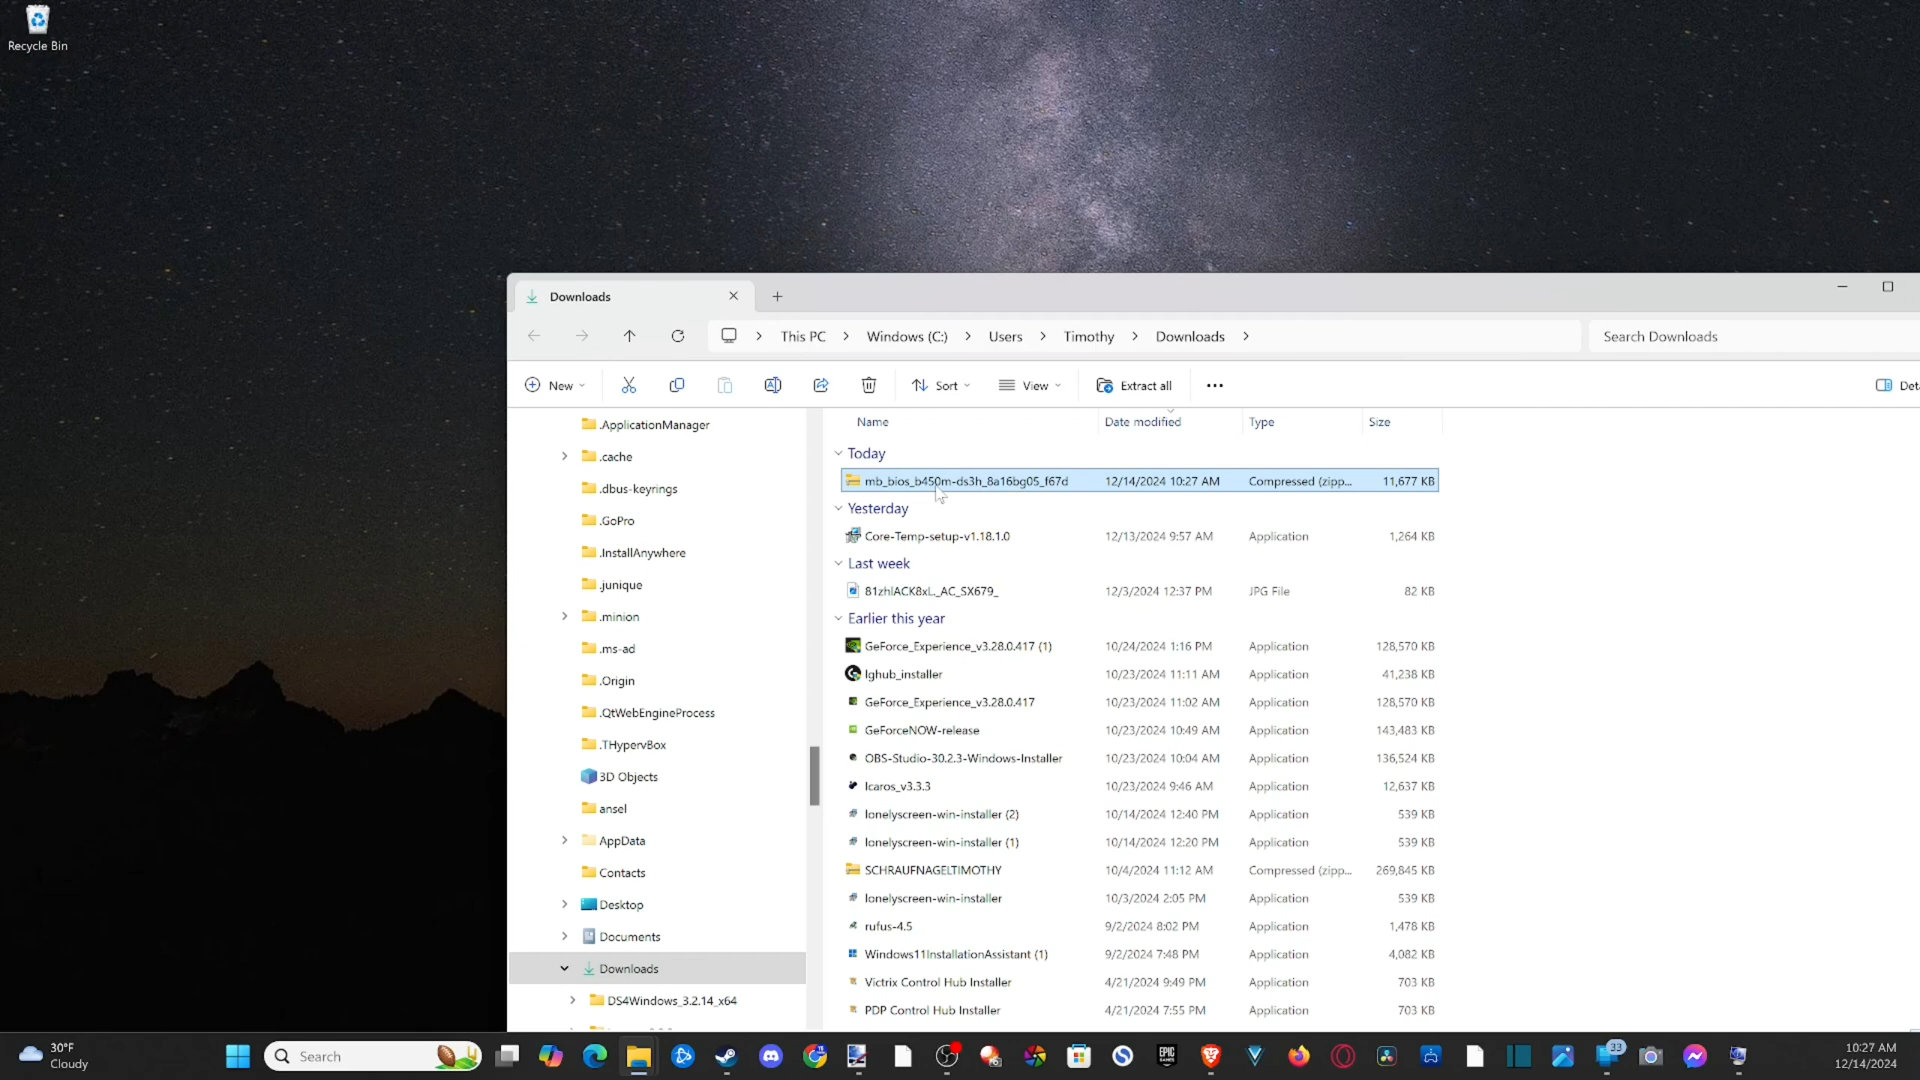 Recycle Bin
Downloads
This PC > Windows (C:) > Users > Timothy > Downloads >
Search Downloads
New
Sort
View
Extract all
Name Date modified Type Size
.ApplicationManager
.cache
.dbus-keyrings
.GoPro
.InstallAnywhere
.junique
.minion
.ms-ad
.Origin
.QtWebEngineProcess
.THypervBox
3D Objects
ansel
AppData
Contacts
Desktop
Documents
Downloads
DS4Windows_3.2.14_x64
Today
mb_bios_b450m-ds3h_8a16bg05_f67d 12/14/2024 10:27 AM Compressed (zipp... 11,677 KB
Yesterday
Core-Temp-setup-v1.18.1.0 12/13/2024 9:57 AM Application 1,264 KB
Last week
81zhlACK8xL._AC_SX679_ 12/3/2024 12:37 PM JPG File 82 KB
Earlier this year
GeForce_Experience_v3.28.0.417 (1) 10/24/2024 1:16 PM Application 128,570 KB
lghub_installer 10/23/2024 11:11 AM Application 41,238 KB
GeForce_Experience_v3.28.0.417 10/23/2024 11:02 AM Application 128,570 KB
GeForceNOW-release 10/23/2024 10:49 AM Application 143,483 KB
OBS-Studio-30.2.3-Windows-Installer 10/23/2024 10:04 AM Application 136,524 KB
Icaros_v3.3.3 10/23/2024 9:46 AM Application 12,637 KB
lonelyscreen-win-installer (2) 10/14/2024 12:40 PM Application 539 KB
lonelyscreen-win-installer (1) 10/14/2024 12:20 PM Application 539 KB
SCHRAUFNAGELTIMOTHY 10/4/2024 11:12 AM Compressed (zipp... 269,845 KB
lonelyscreen-win-installer 10/3/2024 2:05 PM Application 539 KB
rufus-4.5 9/2/2024 8:02 PM Application 1,478 KB
Windows11InstallationAssistant (1) 9/2/2024 7:48 PM Application 4,082 KB
Victrix Control Hub Installer 4/21/2024 9:49 PM Application 703 KB
PDP Control Hub Installer 4/21/2024 7:55 PM Application 703 KB
30°F
Cloudy
Search
EPIC
GAMES
33
10:27 AM
12/14/2024